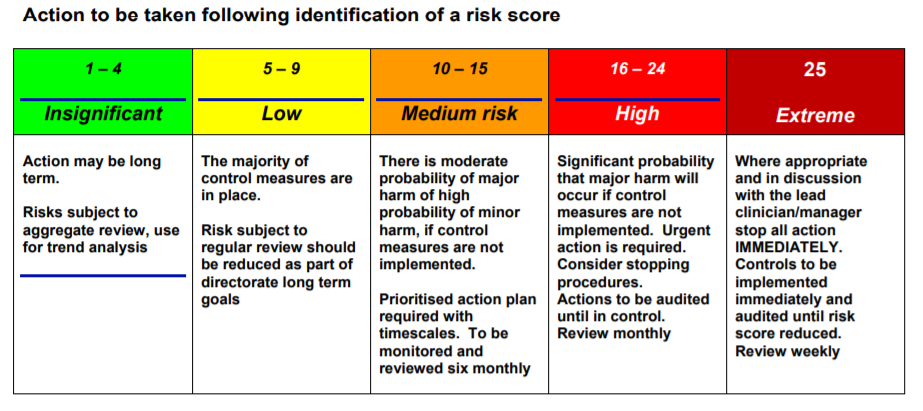 Action to be taken following identification of a risk score
1 – 4
Insignificant
5 – 9
Low
10 – 15
Medium risk
16 – 24
High
25
Extreme
Action may be long
term.
Risks subject to
aggregate review, use
for trend analysis
The majority of
control measures are
in place.
Risk subject to
regular review should
be reduced as part of
directorate long term
goals
There is moderate
probability of major
harm of high
probability of minor
harm, if control
measures are not
implemented.
Prioritised action plan
required with
timescales.  To be
monitored and
reviewed six monthly
Significant probability
that major harm will
occur if control
measures are not
implemented.  Urgent
action is required.
Consider stopping
procedures.
Actions to be audited
until in control.
Review monthly
Where appropriate
and in discussion
with the lead
clinician/manager
stop all action
IMMEDIATELY.
Controls to be
implemented
immediately and
audited until risk
score reduced.
Review weekly